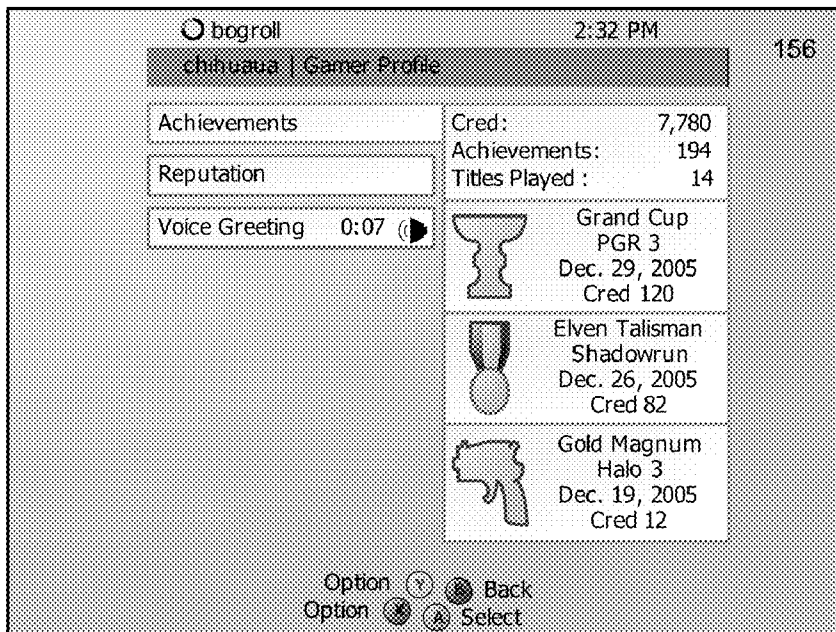 bogroll 2:32 PM
156
chihuaua | Gamer Profile
Achievements
Reputation
Voice Greeting 0:07
Cred: 7,780
Achievements: 194
Titles Played : 14
Grand Cup
PGR 3
Dec. 29, 2005
Cred 120
Elven Talisman
Shadowrun
Dec. 26, 2005
Cred 82
Gold Magnum
Halo 3
Dec. 19, 2005
Cred 12
Option Y B Back
Option X A Select